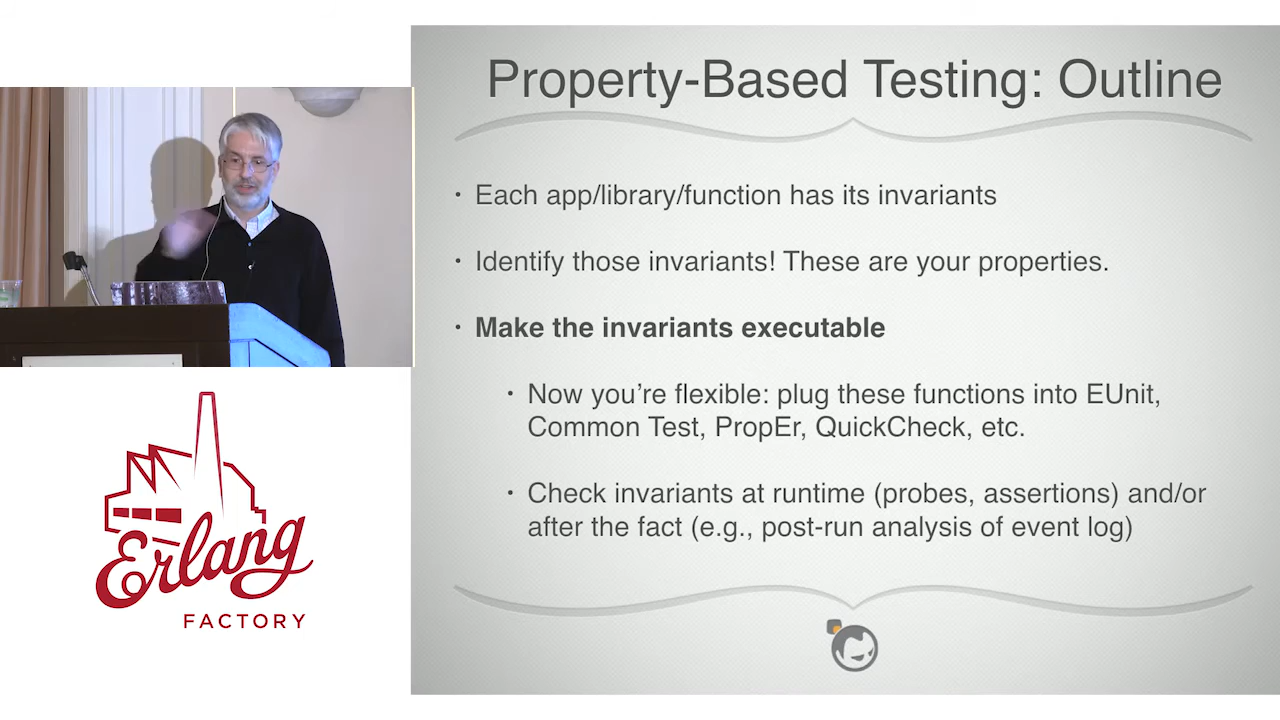 Property-Based Testing: Outline
• Each app/library/function has its invariants
• Identify those invariants! These are your properties.
• Make the invariants executable
• Now you’re flexible: plug these functions into EUnit,
Common Test, PropEr, QuickCheck, etc.
• Check invariants at runtime (probes, assertions) and/or
after the fact (e.g., post-run analysis of event log)
Erlang
FACTORY